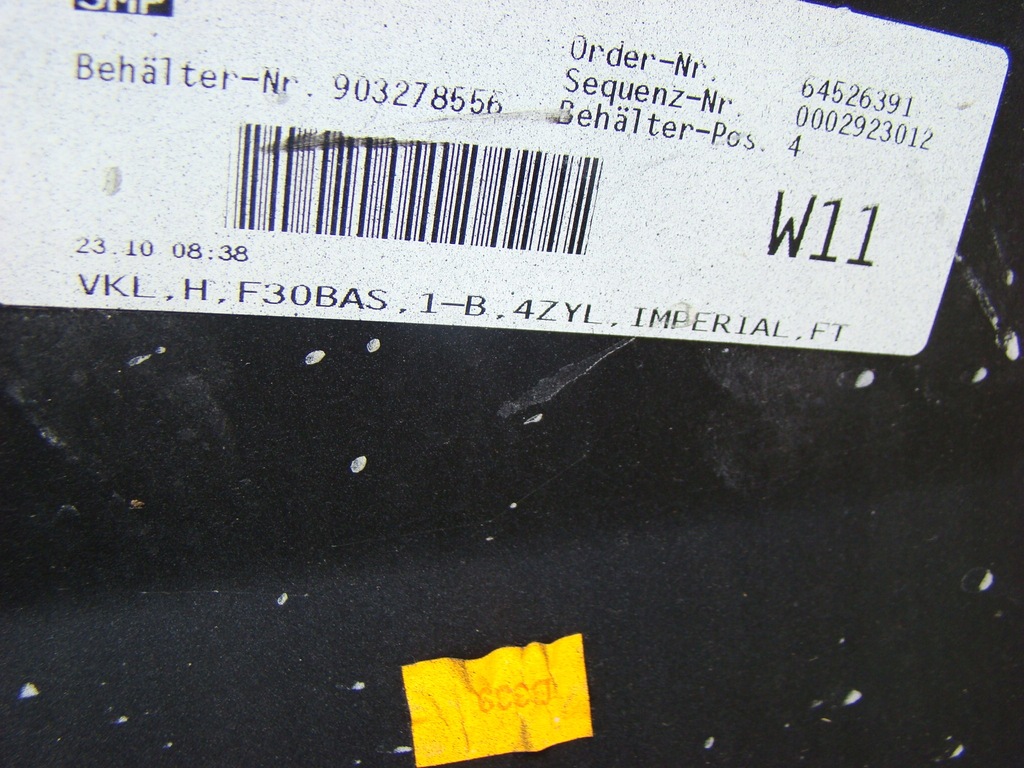 SMP
Behälter-Nr. 903278556
Order-Nr. 64526391
Sequenz-Nr. 0002923012
Behälter-Pos. 4
W11
23.10 08:38
VKL,H,F30BAS,1-B,4ZYL,IMPERIAL,FT